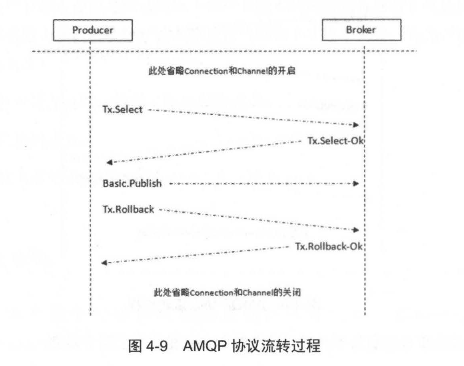 Producer
Broker
此处省略Connection和Channel的开启
Tx.Select
Tx.Select-Ok
Basic.Publish
Tx.Rollback
Tx.Rollback-Ok
此处省略Connection和Channel的关闭
图 4-9 AMQP 协议流转过程